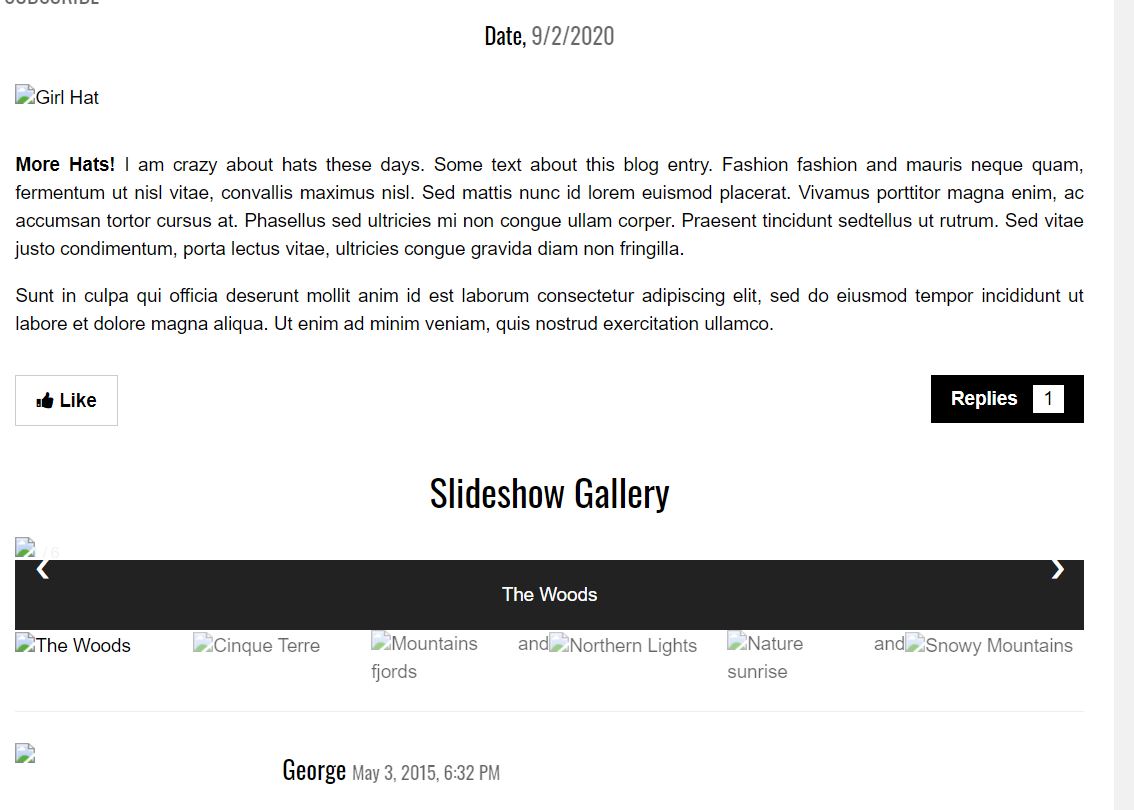 SUBSCRIBE
Date, 9/2/2020
Girl Hat
More Hats! I am crazy about hats these days. Some text about this blog entry. Fashion fashion and mauris neque quam,
fermentum ut nisl vitae, convallis maximus nisl. Sed mattis nunc id lorem euismod placerat. Vivamus porttitor magna enim, ac
accumsan tortor cursus at. Phasellus sed ultricies mi non congue ullam corper. Praesent tincidunt sedtellus ut rutrum. Sed vitae
justo condimentum, porta lectus vitae, ultricies congue gravida diam non fringilla.
Sunt in culpa qui officia deserunt mollit anim id est laborum consectetur adipiscing elit, sed do eiusmod tempor incididunt ut
labore et dolore magna aliqua. Ut enim ad minim veniam, quis nostrud exercitation ullamco.
Like
Replies 1
Slideshow Gallery
/ 6
❮ ❯
The Woods
The Woods Cinque Terre Mountains and Northern Lights Nature and Snowy Mountains
fjords sunrise
George May 3, 2015, 6:32 PM